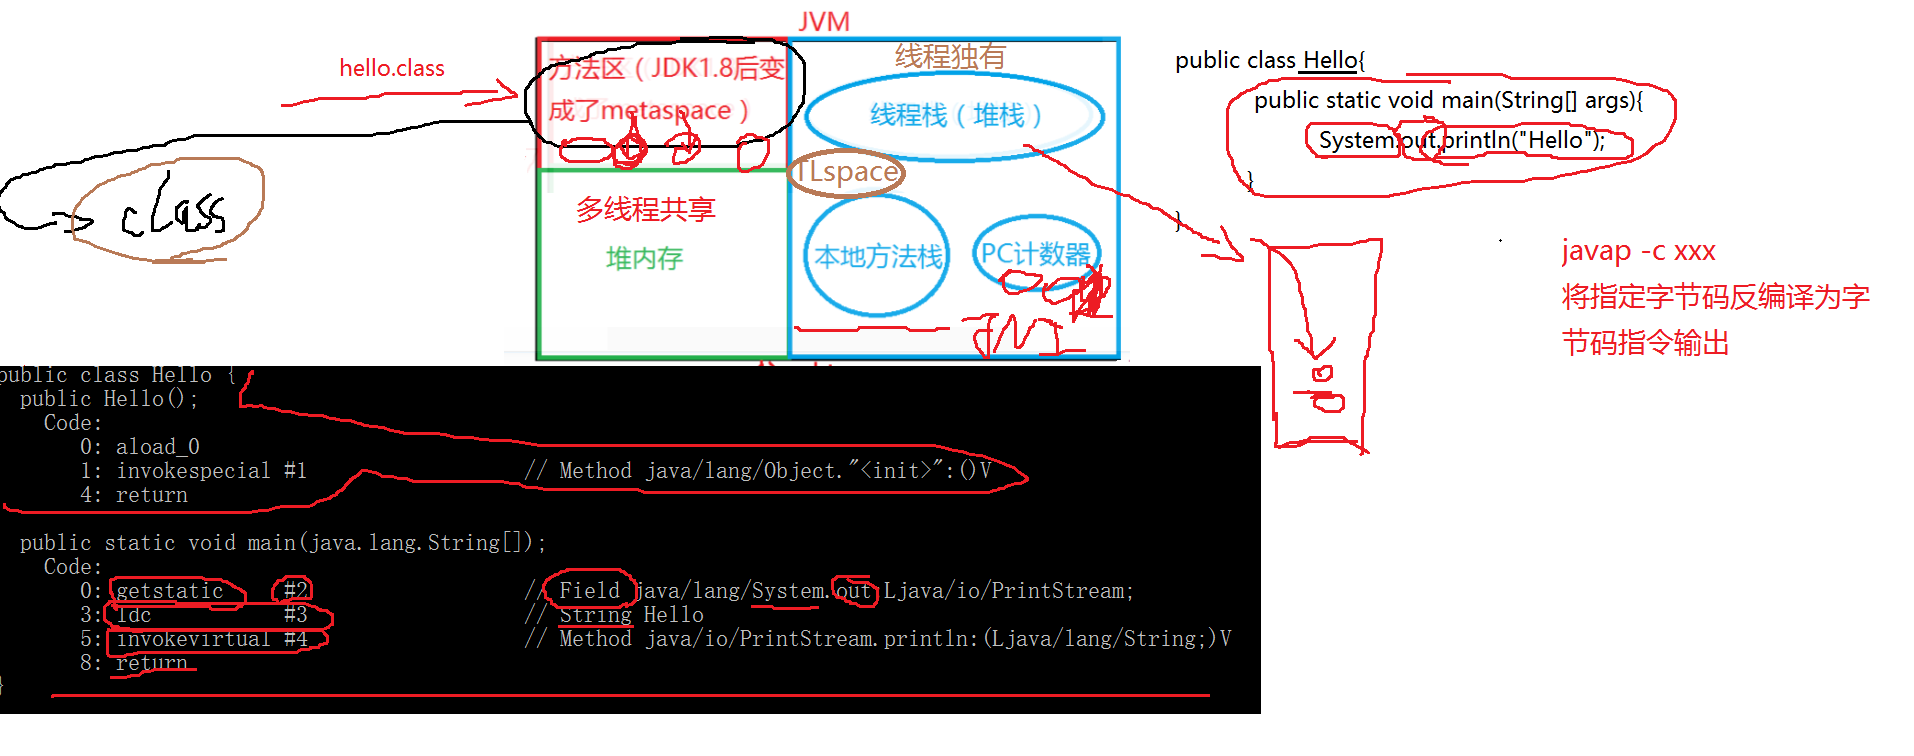 JVM
hello.class
方法区（JDK1.8后变
成了metaspace）
线程独有
线程栈（堆栈）
TLspace
多线程共享
堆内存
本地方法栈
PC计数器
JNI
class
public class Hello{
public static void main(String[] args){
System.out.println("Hello");
}
}
javap -c xxx
将指定字节码反编译为字
节码指令输出
public class Hello {
public Hello();
Code:
0: aload_0
1: invokespecial #1 // Method java/lang/Object."<init>":()V
4: return
public static void main(java.lang.String[]);
Code:
0: getstatic #2 // Field java/lang/System.out:Ljava/io/PrintStream;
3: ldc #3 // String Hello
5: invokevirtual #4 // Method java/io/PrintStream.println:(Ljava/lang/String;)V
8: return
}